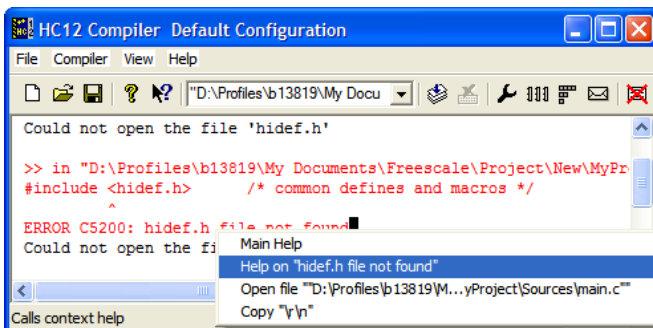 HC12 Compiler Default Configuration
File Compiler View Help
"D:\Profiles\b13819\My Docu
Could not open the file 'hidef.h'
>> in "D:\Profiles\b13819\My Documents\Freescale\Project\New\MyPr
#include <hidef.h> /* common defines and macros */
^
ERROR C5200: hidef.h file not found
Could not open the fi
Main Help
Help on "hidef.h file not found"
Open file ""D:\Profiles\b13819\M...yProject\Sources\main.c""
Copy "\r\n"
Calls context help